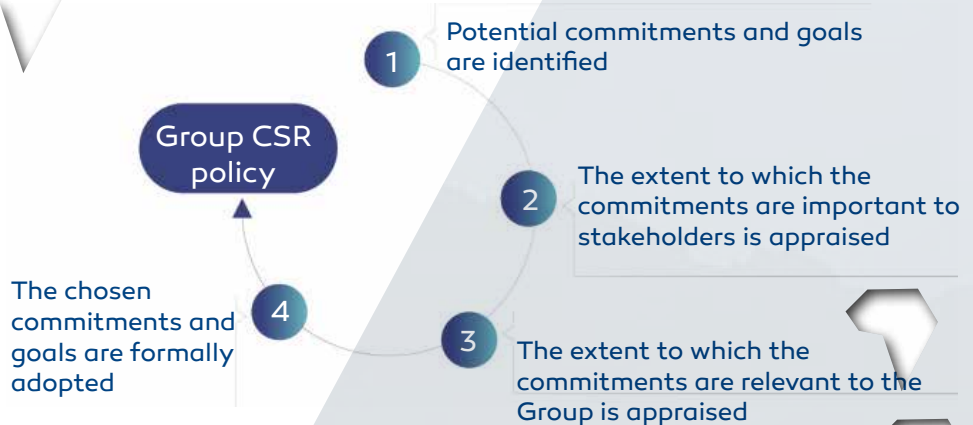 1
Potential commitments and goals
are identified
Group CSR
policy
2
The extent to which the
commitments are important to
stakeholders is appraised
3
The extent to which the
commitments are relevant to the
Group is appraised
4
The chosen
commitments and
goals are formally
adopted